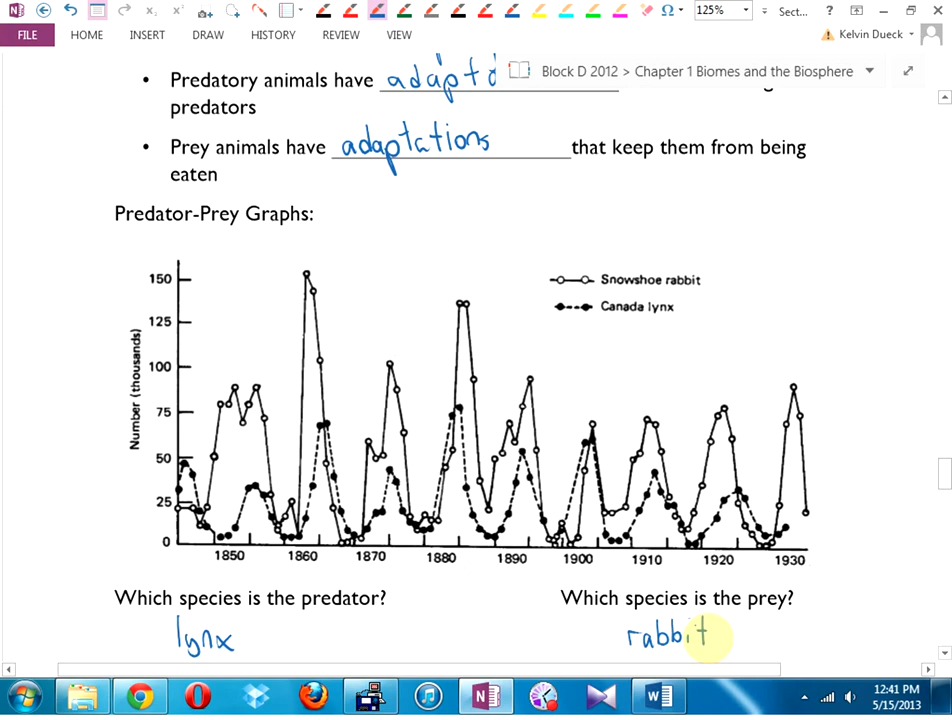 125%
Sect...
FILE HOME INSERT DRAW HISTORY REVIEW VIEW
Kelvin Dueck
• Predatory animals have
Block D 2012 > Chapter 1 Biomes and the Biosphere
predators
• Prey animals have adaptations that keep them from being
eaten
Predator-Prey Graphs:
150
125
100
75
50
25
0
Number (thousands)
Snowshoe rabbit
Canada lynx
1850 1860 1870 1880 1890 1900 1910 1920 1930
Which species is the predator? Which species is the prey?
lynx rabbit
12:41 PM
5/15/2013